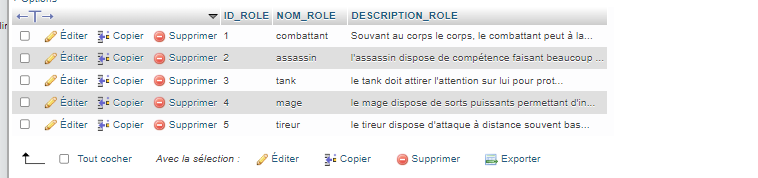 Options
ID_ROLE NOM_ROLE DESCRIPTION_ROLE
Éditer Copier Supprimer 1 combattant Souvant au corps le corps, le combattant peut à la...
Éditer Copier Supprimer 2 assassin l'assassin dispose de compétence faisant beaucoup ...
Éditer Copier Supprimer 3 tank le tank doit attirer l'attention sur lui pour prot...
Éditer Copier Supprimer 4 mage le mage dispose de sorts puissants permettant d'in...
Éditer Copier Supprimer 5 tireur le tireur dispose d'attaque à distance souvent bas...
Tout cocher Avec la sélection : Éditer Copier Supprimer Exporter